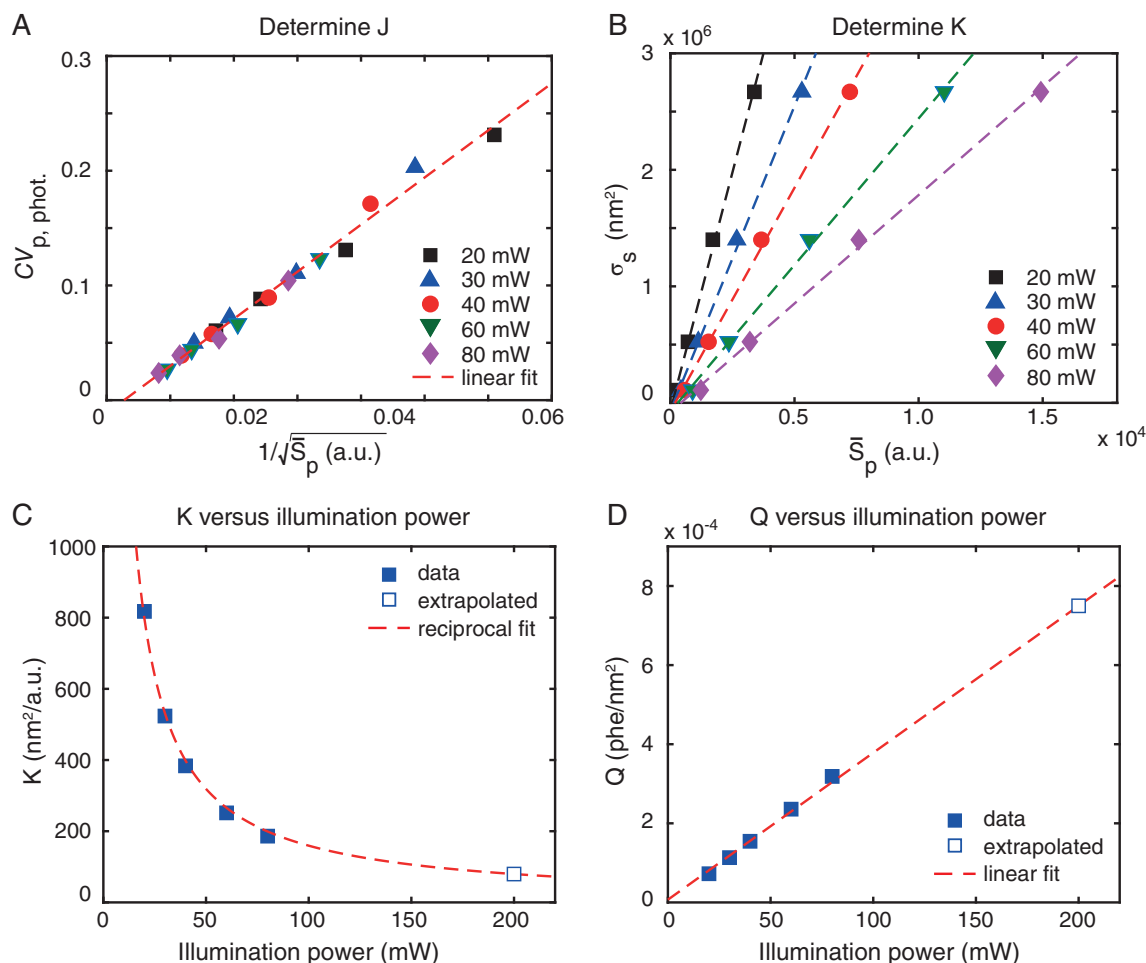 A
Determine J
0.3
0.2
0.1
0
CVp, phot.
0
0.02
0.04
0.06
1/√S̄p (a.u.)
20 mW
30 mW
40 mW
60 mW
80 mW
linear fit
B
Determine K
x 10⁶
3
2
1
0
σs (nm²)
0
0.5
1.0
1.5
x 10⁴
S̄p (a.u.)
20 mW
30 mW
40 mW
60 mW
80 mW
C
K versus illumination power
1000
800
600
400
200
0
K (nm²/a.u.)
0
50
100
150
200
Illumination power (mW)
data
extrapolated
reciprocal fit
D
Q versus illumination power
x 10⁻⁴
8
6
4
2
0
Q (phe/nm²)
0
50
100
150
200
Illumination power (mW)
data
extrapolated
linear fit